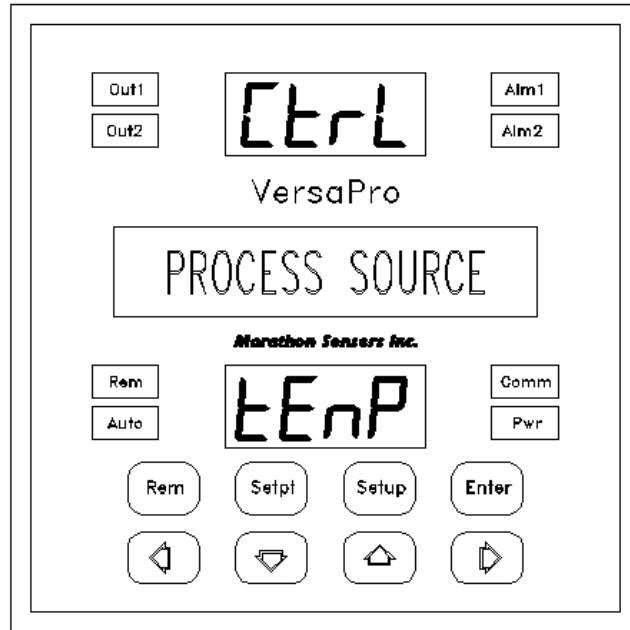 Out1 CtrL Alm1
Out2 Alm2
VersaPro
PROCESS SOURCE
Marathon Sensors Inc.
Rem tEnP Comm
Auto Pwr
Rem Setpt Setup Enter